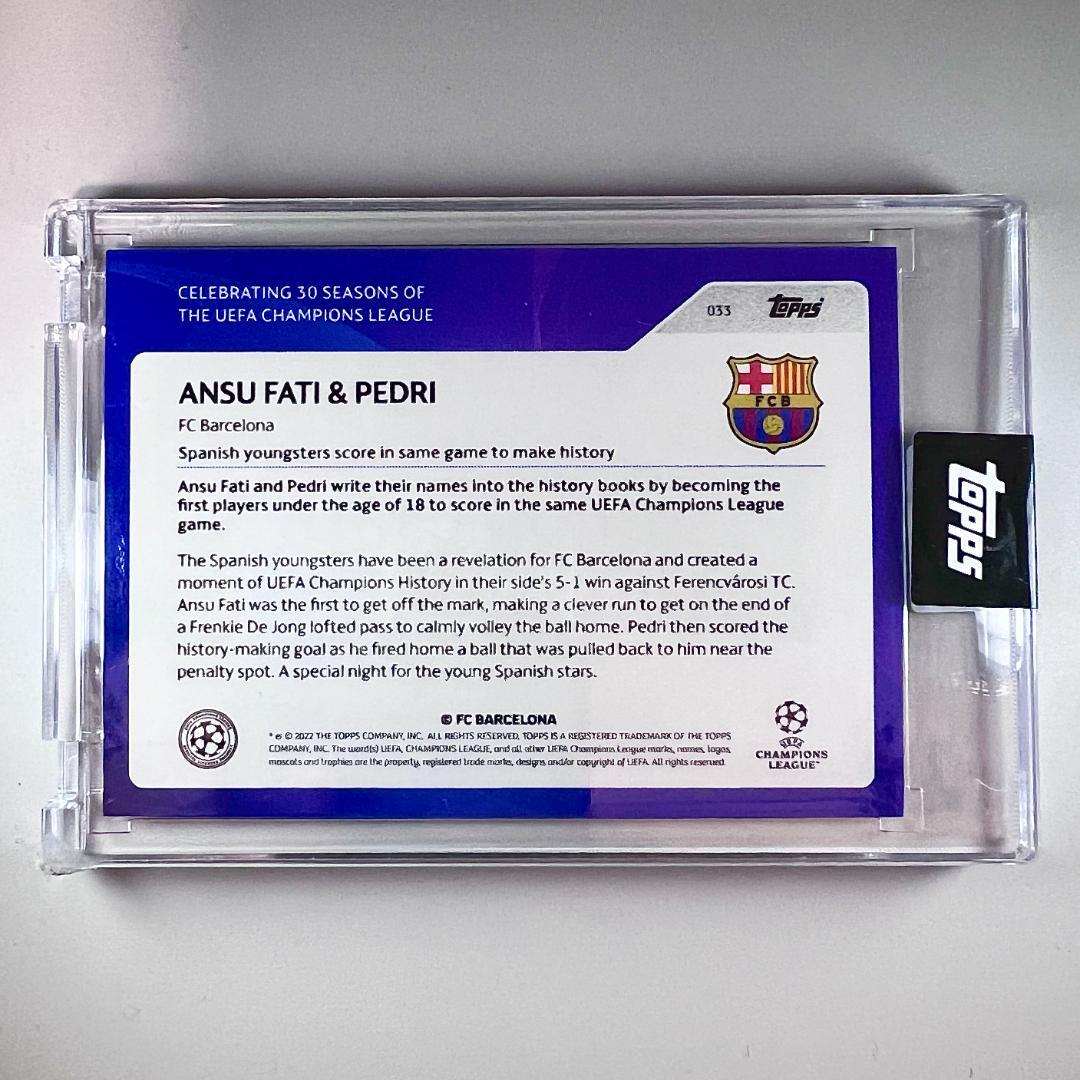 CELEBRATING 30 SEASONS OF
THE UEFA CHAMPIONS LEAGUE
033 Topps
ANSU FATI & PEDRI
FCB
FC Barcelona
Spanish youngsters score in same game to make history
Ansu Fati and Pedri write their names into the history books by becoming the
first players under the age of 18 to score in the same UEFA Champions League
game.
The Spanish youngsters have been a revelation for FC Barcelona and created a
moment of UEFA Champions History in their side's 5-1 win against Ferencvárosi TC.
Ansu Fati was the first to get off the mark, making a clever run to get on the end of
a Frenkie De Jong lofted pass to calmly volley the ball home. Pedri then scored the
history-making goal as he fired home a ball that was pulled back to him near the
penalty spot. A special night for the young Spanish stars.
© FC BARCELONA
* & © 2022 THE TOPPS COMPANY, INC. ALL RIGHTS RESERVED. TOPPS IS A REGISTERED TRADEMARK OF THE TOPPS
COMPANY, INC. The word(s) UEFA, CHAMPIONS LEAGUE, and all other UEFA Champions League marks, names, logos,
mascots and trophies are the property, registered trade marks, designs and/or copyright of UEFA. All rights reserved.
UEFA
CHAMPIONS
LEAGUE™
Topps